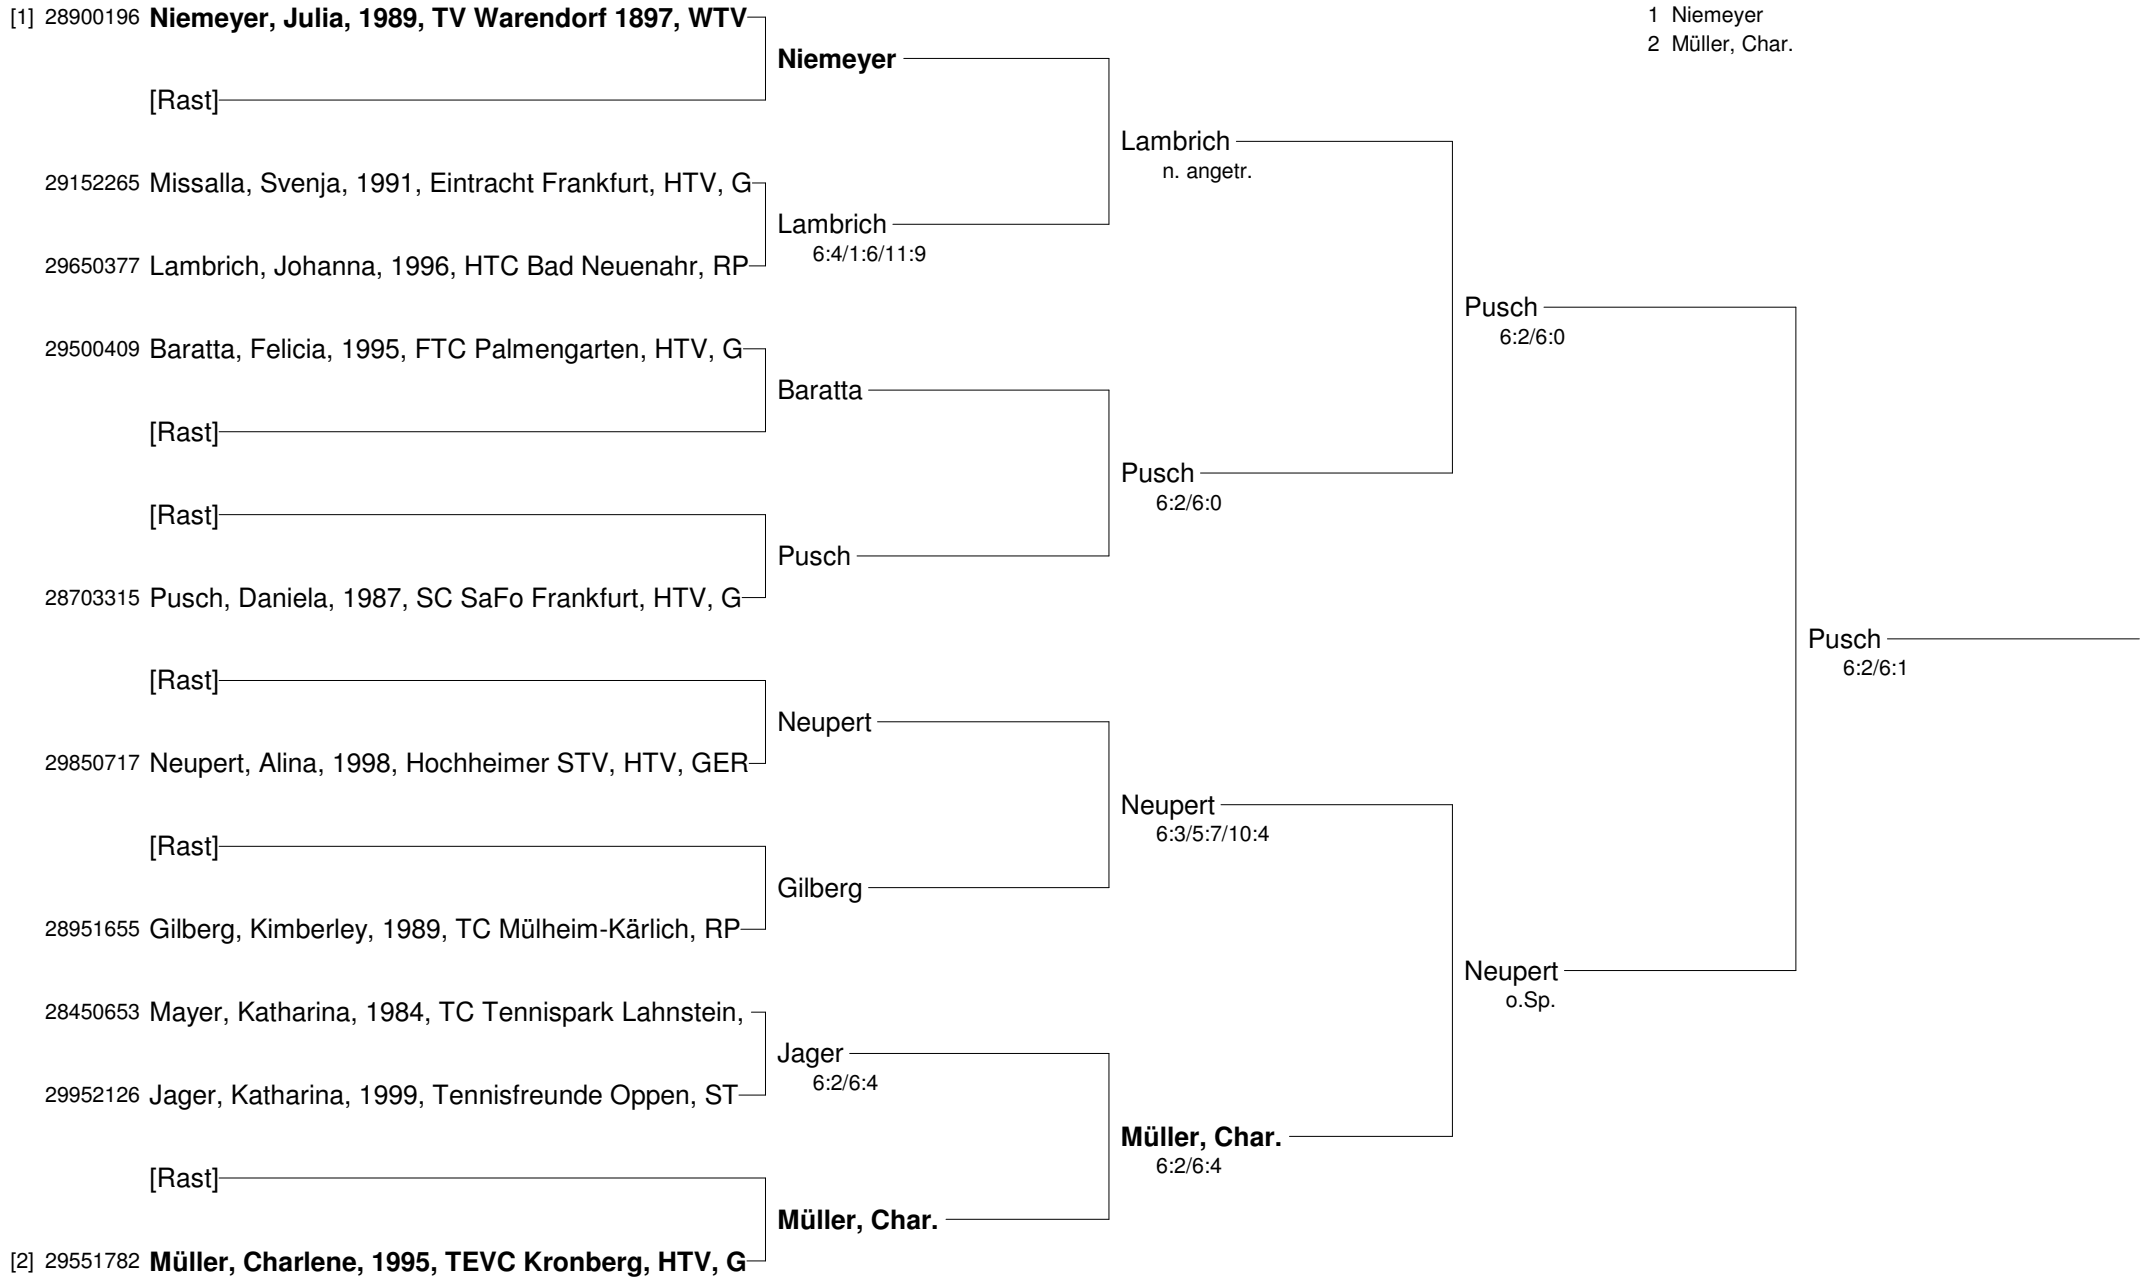 [1] 28900196 Niemeyer, Julia, 1989, TV Warendorf 1897, WTV
[Rast]
29152265 Missalla, Svenja, 1991, Eintracht Frankfurt, HTV, G
29650377 Lambrich, Johanna, 1996, HTC Bad Neuenahr, RP
29500409 Baratta, Felicia, 1995, FTC Palmengarten, HTV, G
[Rast]
[Rast]
28703315 Pusch, Daniela, 1987, SC SaFo Frankfurt, HTV, G
[Rast]
29850717 Neupert, Alina, 1998, Hochheimer STV, HTV, GER
[Rast]
28951655 Gilberg, Kimberley, 1989, TC Mülheim-Kärlich, RP
28450653 Mayer, Katharina, 1984, TC Tennispark Lahnstein,
29952126 Jager, Katharina, 1999, Tennisfreunde Oppen, ST
[Rast]
[2] 29551782 Müller, Charlene, 1995, TEVC Kronberg, HTV, G
Niemeyer
Lambrich
6:4/1:6/11:9
Baratta
Pusch
Neupert
Gilberg
Jager
6:2/6:4
Müller, Char.
Lambrich
n. angetr.
Pusch
6:2/6:0
Neupert
6:3/5:7/10:4
Müller, Char.
6:2/6:4
Pusch
6:2/6:0
Neupert
o.Sp.
Pusch
6:2/6:1
1 Niemeyer
2 Müller, Char.